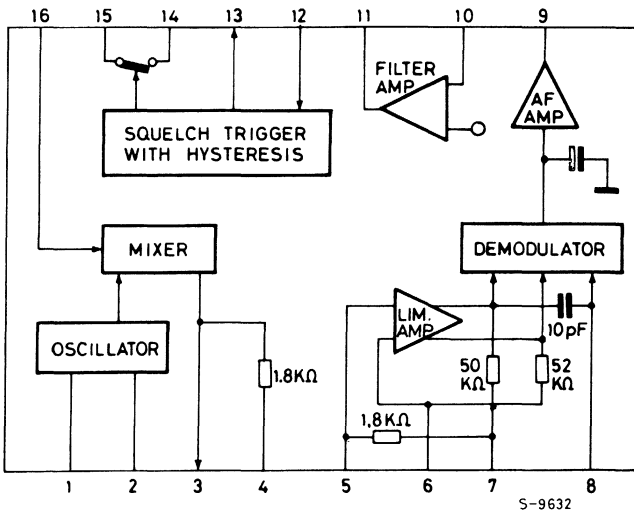 16 15 14 13 12 11 10 9
FILTER
AMP
AF
AMP
SQUELCH TRIGGER
WITH HYSTERESIS
MIXER
DEMODULATOR
LIM.
AMP
10pF
OSCILLATOR
1.8KΩ
50
KΩ
52
KΩ
1,8KΩ
1 2 3 4 5 6 7 8
S-9632